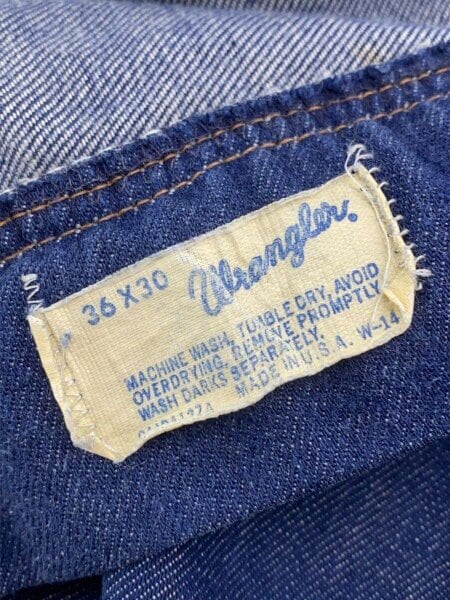 36 X 30 Wrangler.
MACHINE WASH, TUMBLE DRY, AVOID
OVERDRYING. REMOVE PROMPTLY
WASH DARKS SEPARATELY.
MADE IN U.S.A. W-14